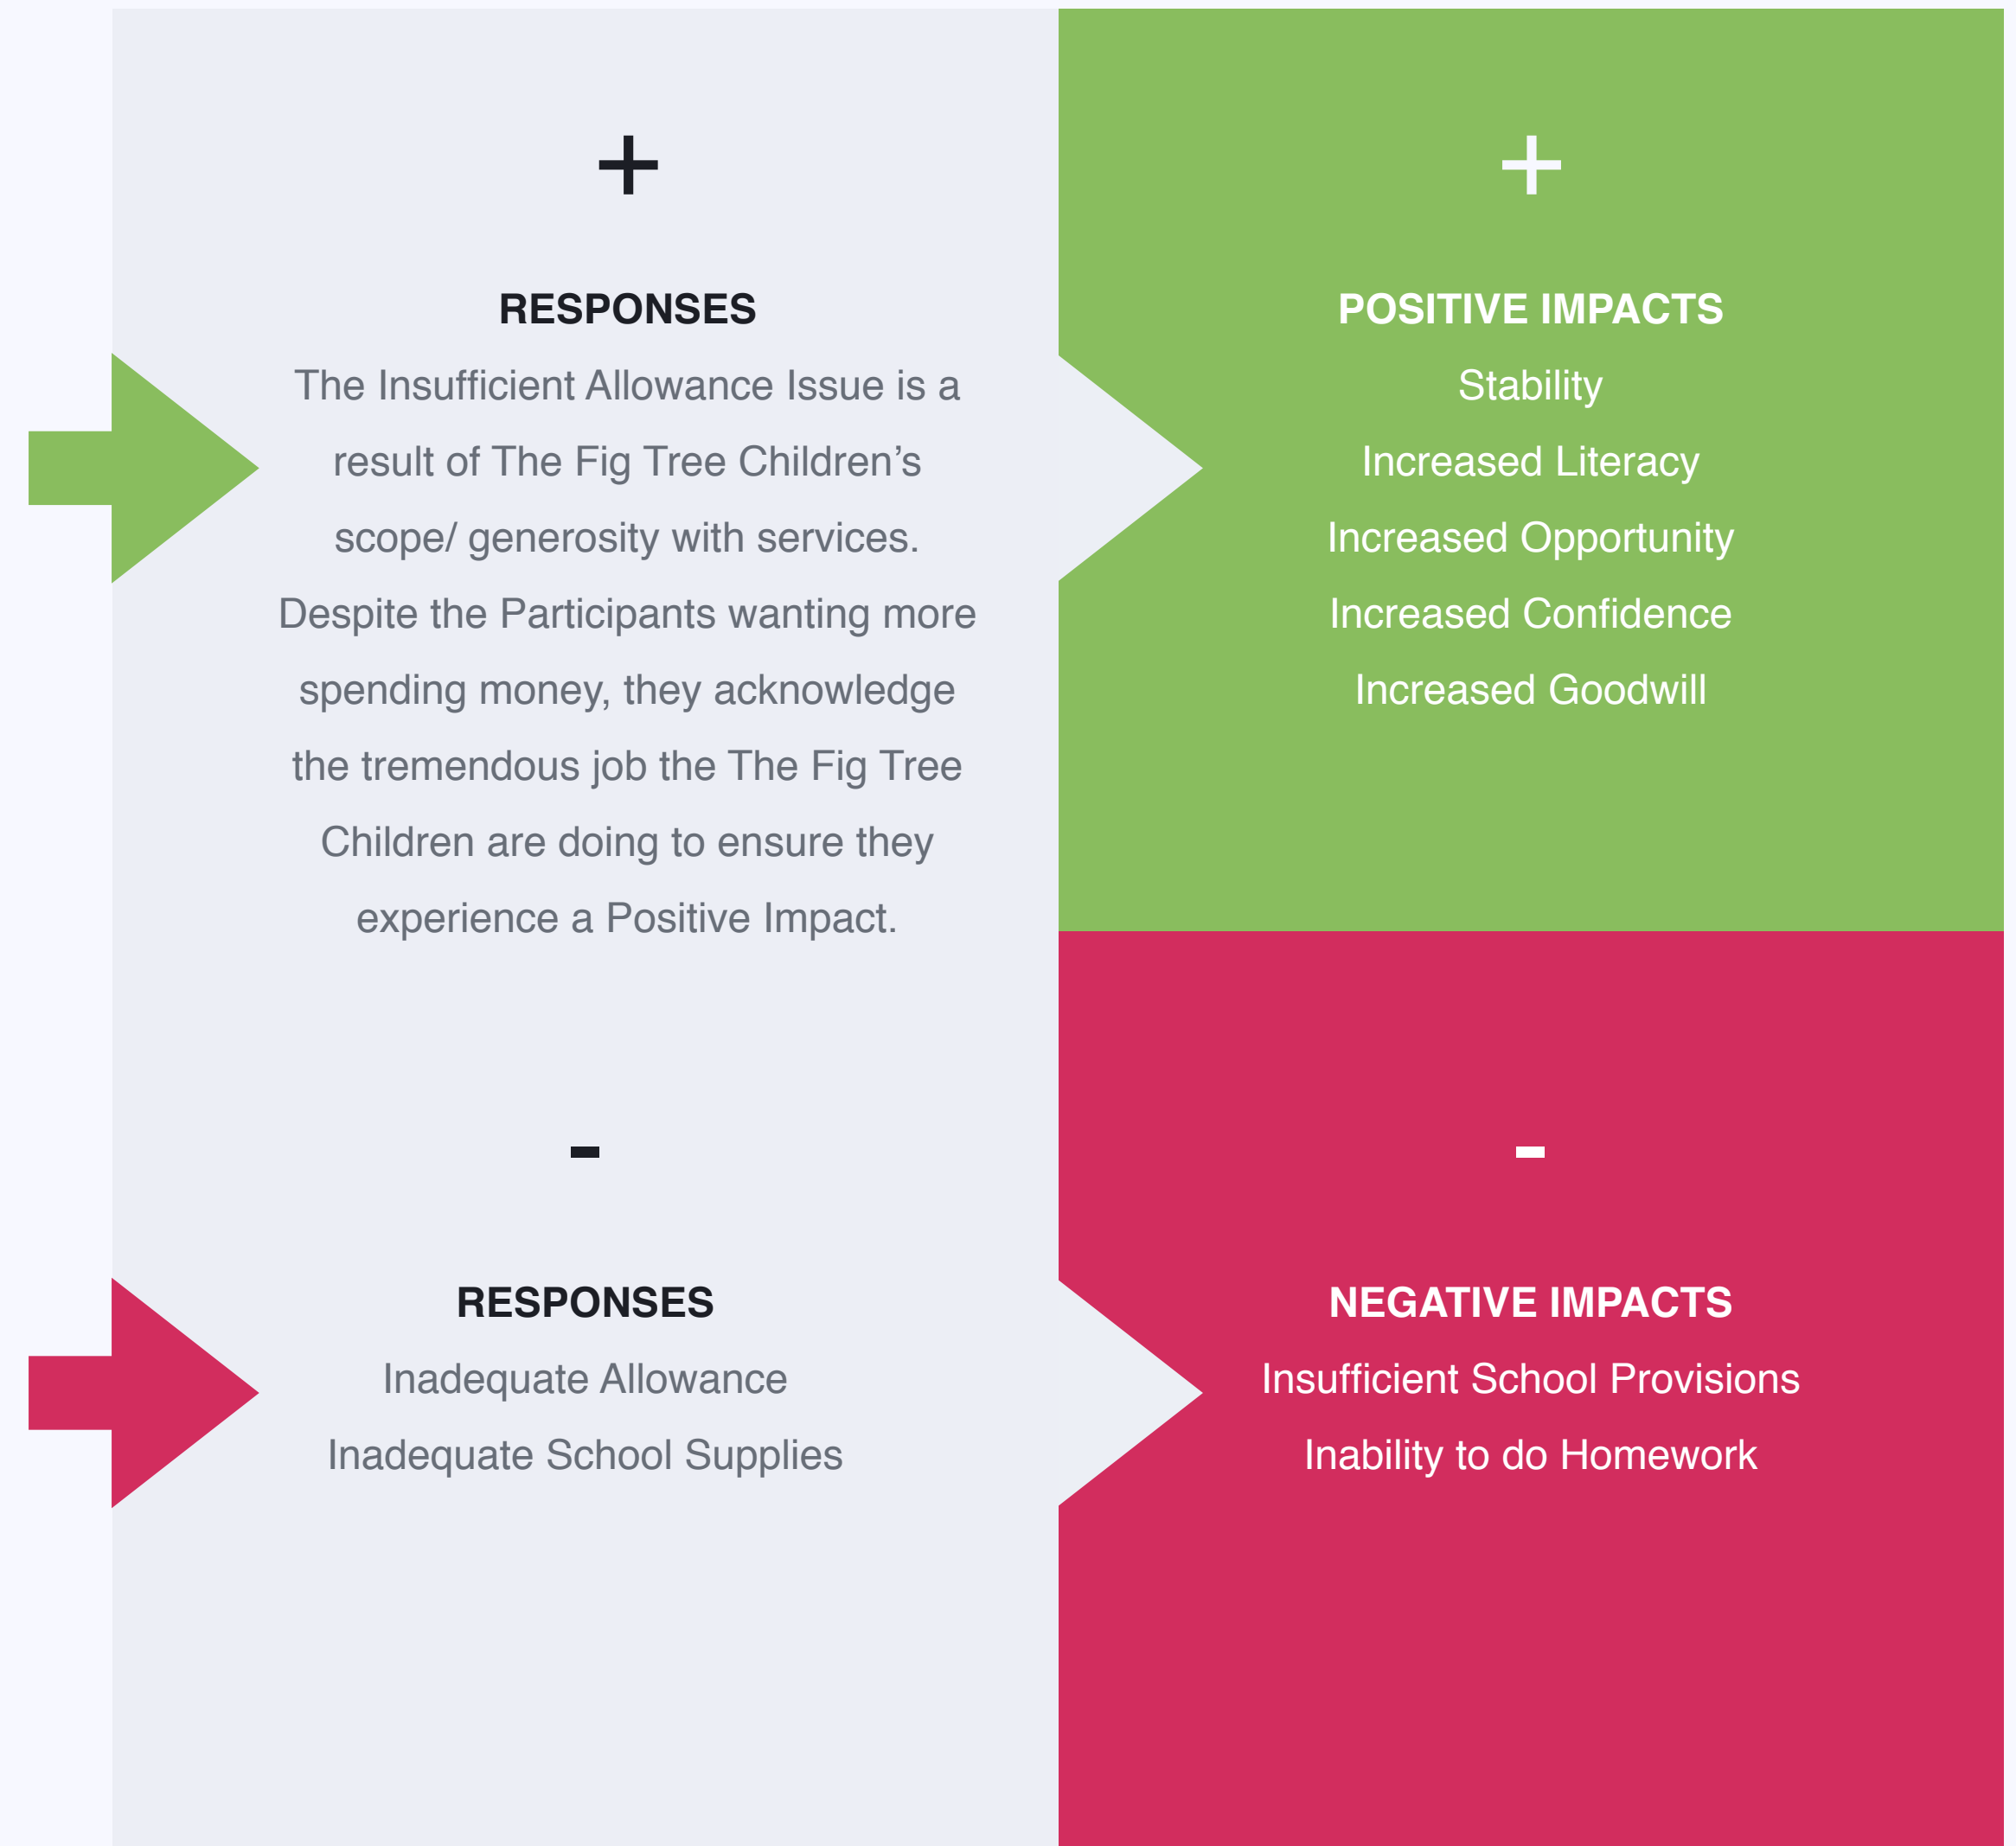 +
RESPONSES
The Insufficient Allowance Issue is a
result of The Fig Tree Children’s
scope/ generosity with services.
Despite the Participants wanting more
spending money, they acknowledge
the tremendous job the The Fig Tree
Children are doing to ensure they
experience a Positive Impact.
+
POSITIVE IMPACTS
Stability
Increased Literacy
Increased Opportunity
Increased Confidence
Increased Goodwill
-
RESPONSES
Inadequate Allowance
Inadequate School Supplies
-
NEGATIVE IMPACTS
Insufficient School Provisions
Inability to do Homework